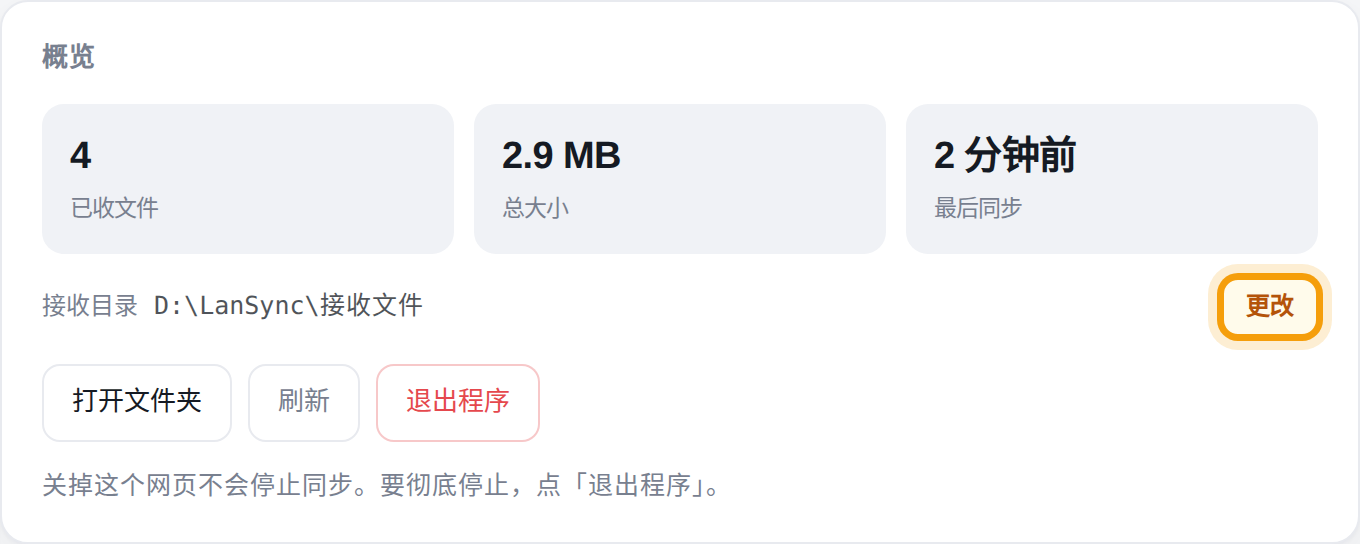 概览
4
已收文件
2.9 MB
总大小
2 分钟前
最后同步
接收目录 D:\LanSync\接收文件
更改
打开文件夹
刷新
退出程序
关掉这个网页不会停止同步。要彻底停止，点「退出程序」。